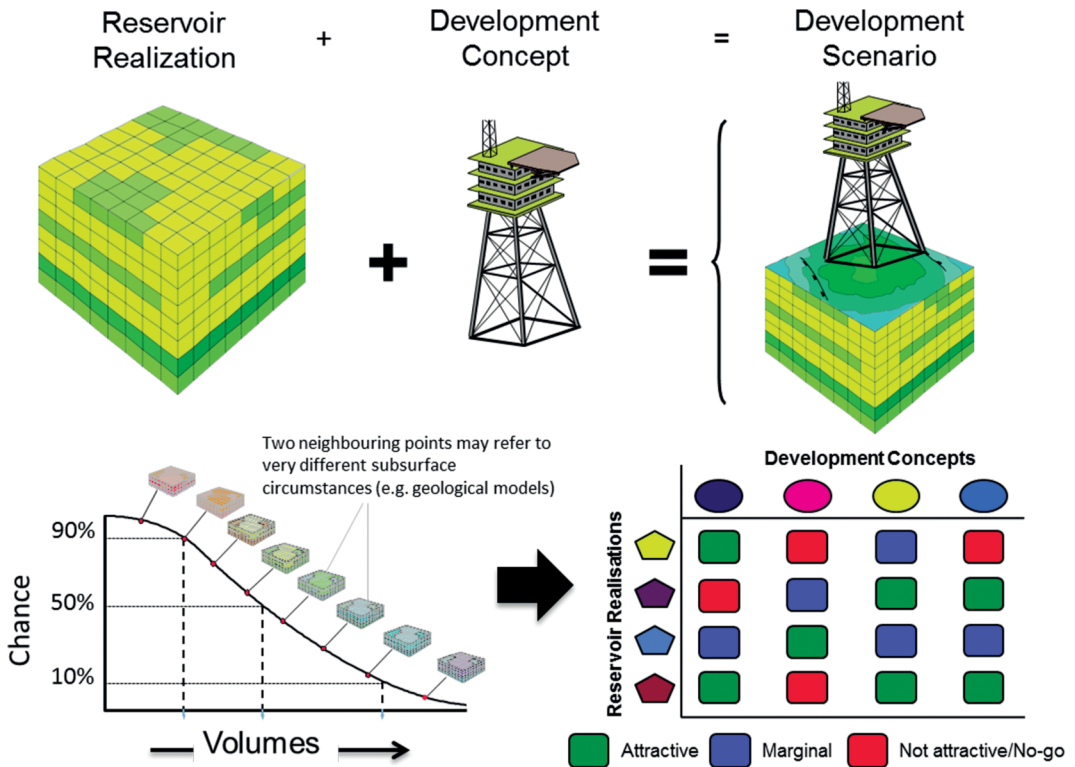 Reservoir
Realization
+
Development
Concept
=
Development
Scenario
Two neighbouring points may refer to
very different subsurface
circumstances (e.g. geological models)
90%
50%
10%
Chance
Volumes
Development Concepts
Reservoir Realisations
Attractive
Marginal
Not attractive/No-go